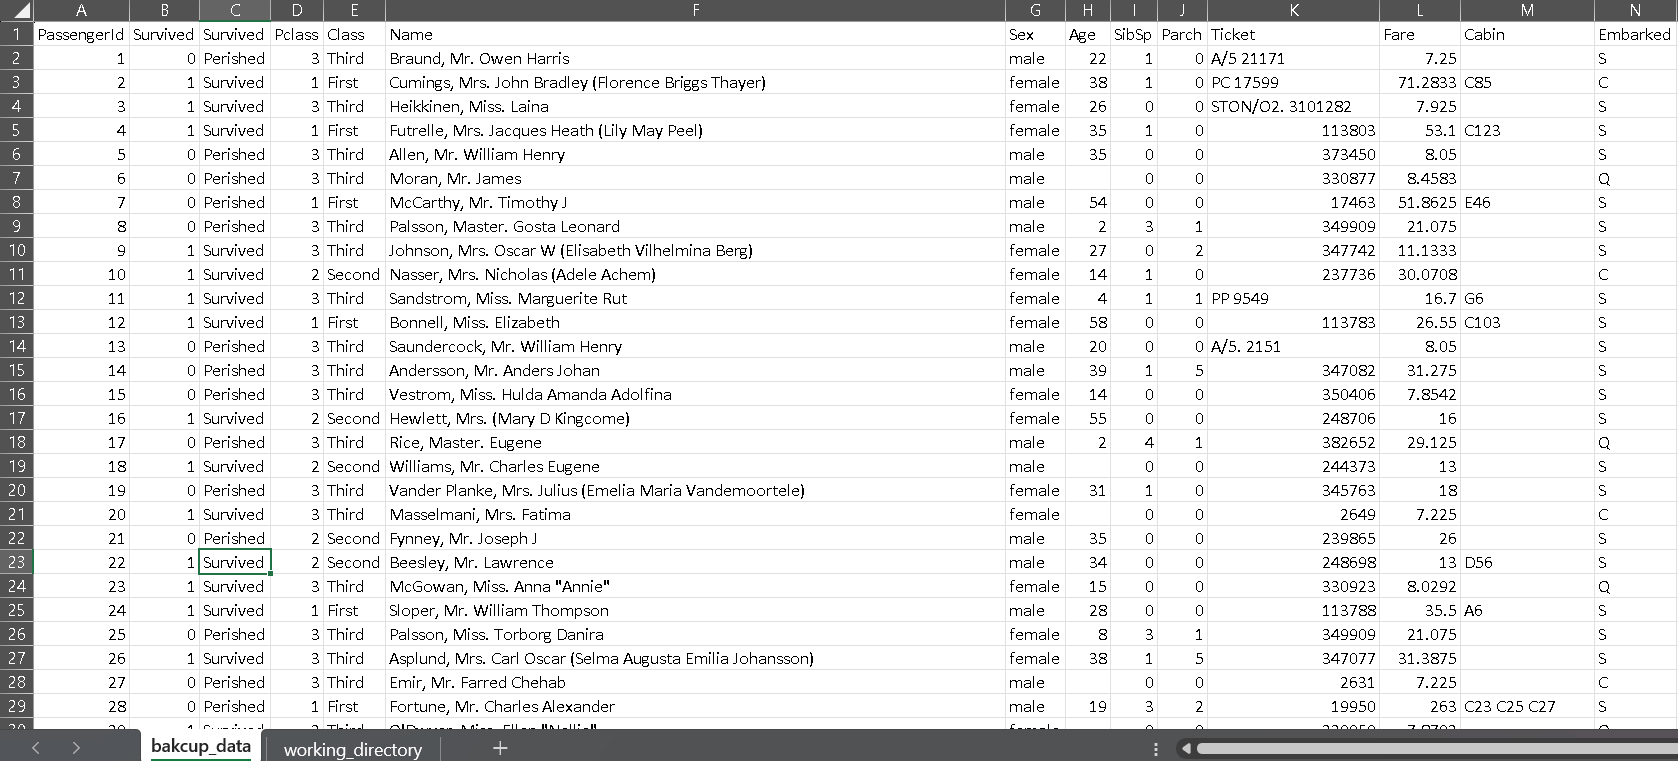 A B C D E F G H I J K L M N
1 PassengerId Survived Survived Pclass Class Name Sex Age SibSp Parch Ticket Fare Cabin Embarked
2 1 0 Perished 3 Third Braund, Mr. Owen Harris male 22 1 0 A/5 21171 7.25 S
3 2 1 Survived 1 First Cumings, Mrs. John Bradley (Florence Briggs Thayer) female 38 1 0 PC 17599 71.2833 C85 C
4 3 1 Survived 3 Third Heikkinen, Miss. Laina female 26 0 0 STON/O2. 3101282 7.925 S
5 4 1 Survived 1 First Futrelle, Mrs. Jacques Heath (Lily May Peel) female 35 1 0 113803 53.1 C123 S
6 5 0 Perished 3 Third Allen, Mr. William Henry male 35 0 0 373450 8.05 S
7 6 0 Perished 3 Third Moran, Mr. James male 0 0 330877 8.4583 Q
8 7 0 Perished 1 First McCarthy, Mr. Timothy J male 54 0 0 17463 51.8625 E46 S
9 8 0 Perished 3 Third Palsson, Master. Gosta Leonard male 2 3 1 349909 21.075 S
10 9 1 Survived 3 Third Johnson, Mrs. Oscar W (Elisabeth Vilhelmina Berg) female 27 0 2 347742 11.1333 S
11 10 1 Survived 2 Second Nasser, Mrs. Nicholas (Adele Achem) female 14 1 0 237736 30.0708 C
12 11 1 Survived 3 Third Sandstrom, Miss. Marguerite Rut female 4 1 1 PP 9549 16.7 G6 S
13 12 1 Survived 1 First Bonnell, Miss. Elizabeth female 58 0 0 113783 26.55 C103 S
14 13 0 Perished 3 Third Saundercock, Mr. William Henry male 20 0 0 A/5. 2151 8.05 S
15 14 0 Perished 3 Third Andersson, Mr. Anders Johan male 39 1 5 347082 31.275 S
16 15 0 Perished 3 Third Vestrom, Miss. Hulda Amanda Adolfina female 14 0 0 350406 7.8542 S
17 16 1 Survived 2 Second Hewlett, Mrs. (Mary D Kingcome) female 55 0 0 248706 16 S
18 17 0 Perished 3 Third Rice, Master. Eugene male 2 4 1 382652 29.125 Q
19 18 1 Survived 2 Second Williams, Mr. Charles Eugene male 0 0 244373 13 S
20 19 0 Perished 3 Third Vander Planke, Mrs. Julius (Emelia Maria Vandemoortele) female 31 1 0 345763 18 S
21 20 1 Survived 3 Third Masselmani, Mrs. Fatima female 0 0 2649 7.225 C
22 21 0 Perished 2 Second Fynney, Mr. Joseph J male 35 0 0 239865 26 S
23 22 1 Survived 2 Second Beesley, Mr. Lawrence male 34 0 0 248698 13 D56 S
24 23 1 Survived 3 Third McGowan, Miss. Anna "Annie" female 15 0 0 330923 8.0292 Q
25 24 1 Survived 1 First Sloper, Mr. William Thompson male 28 0 0 113788 35.5 A6 S
26 25 0 Perished 3 Third Palsson, Miss. Torborg Danira female 8 3 1 349909 21.075 S
27 26 1 Survived 3 Third Asplund, Mrs. Carl Oscar (Selma Augusta Emilia Johansson) female 38 1 5 347077 31.3875 S
28 27 0 Perished 3 Third Emir, Mr. Farred Chehab male 0 0 2631 7.225 C
29 28 0 Perished 1 First Fortune, Mr. Charles Alexander male 19 3 2 19950 263 C23 C25 C27 S
bakcup_data working_directory